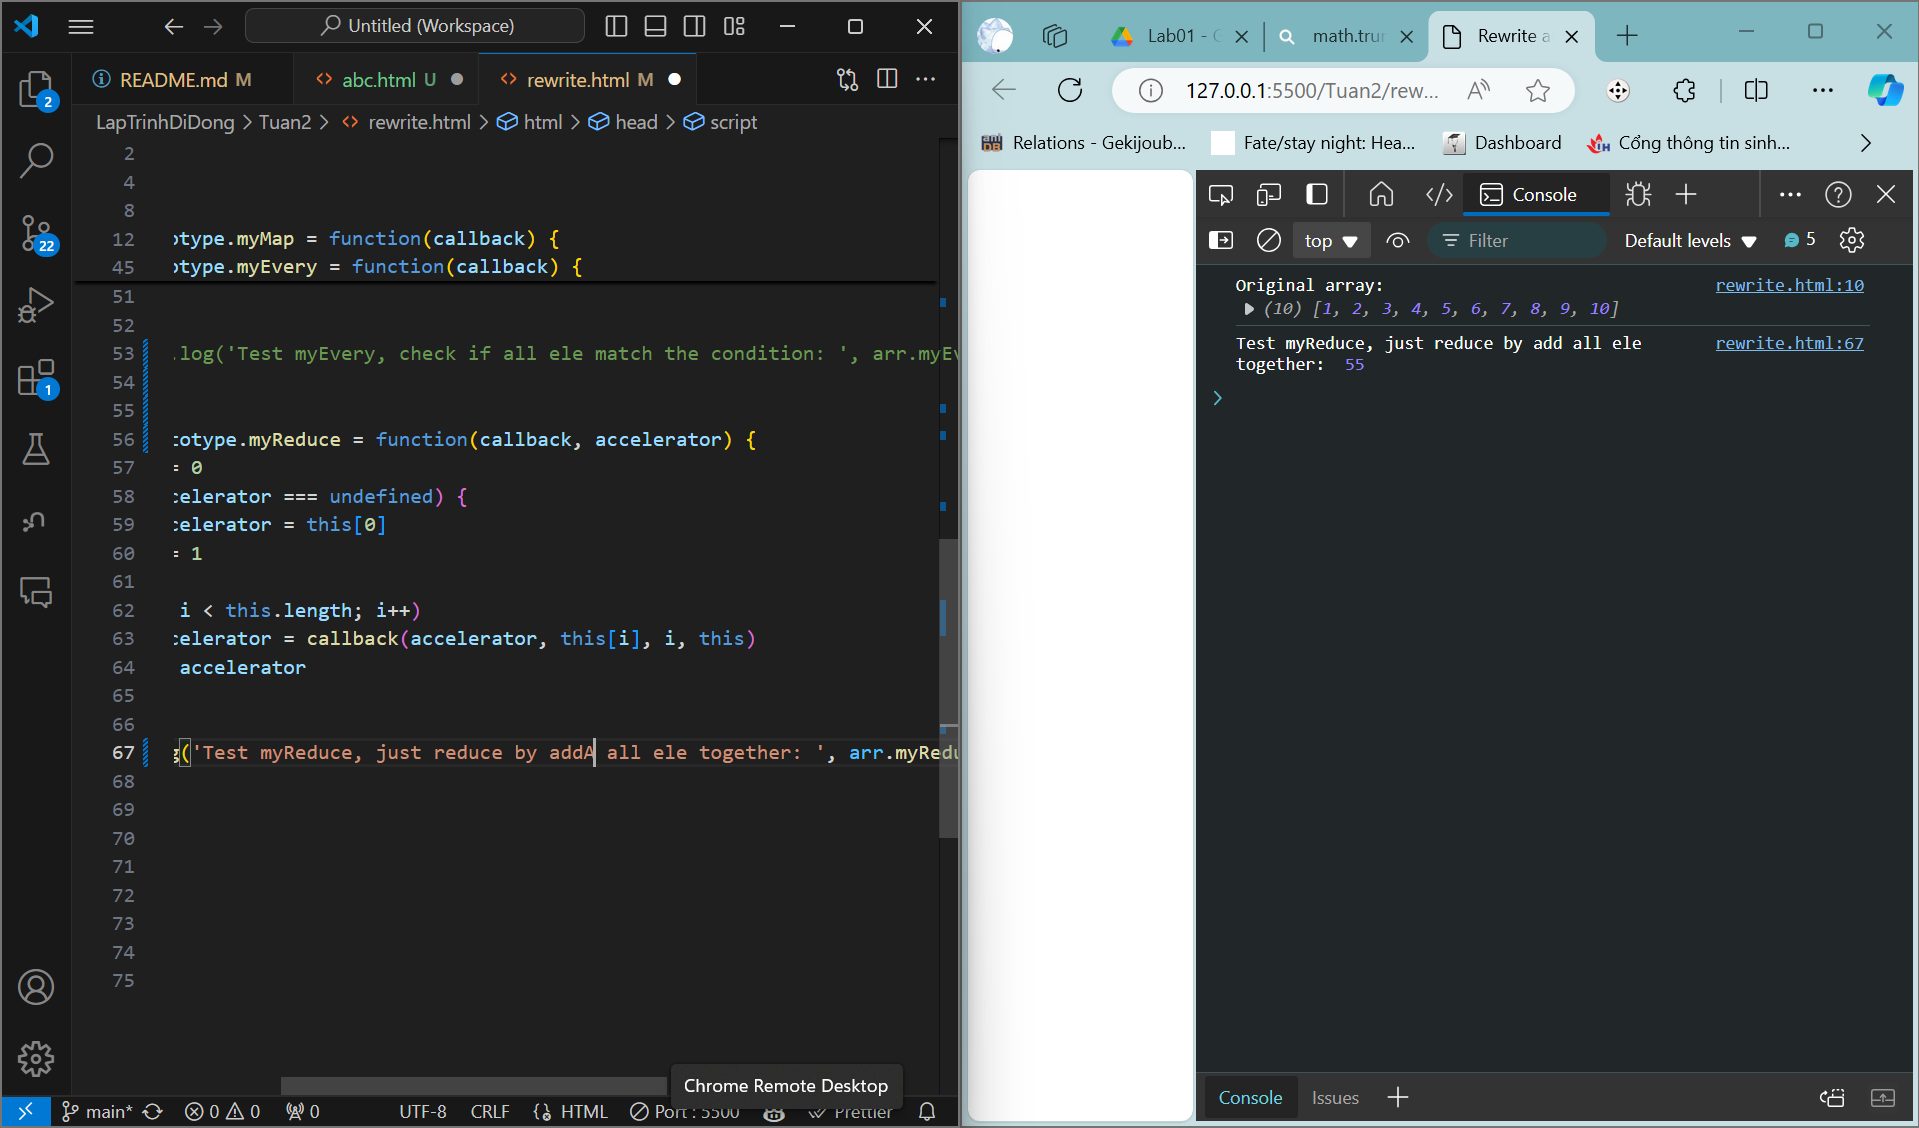 Untitled (Workspace)
README.md M
abc.html U
rewrite.html M
LapTrinhDiDong > Tuan2 > rewrite.html > html > head > script
2
2
4
8
12 otype.myMap = function(callback) {
45 otype.myEvery = function(callback) {
22
51
52
53 .log('Test myEvery, check if all ele match the condition: ', arr.myEv
1
54
55
56 totype.myReduce = function(callback, accelerator) {
57 = 0
58 celerator === undefined) {
59 celerator = this[0]
60 = 1
61
62 i < this.length; i++)
63 celerator = callback(accelerator, this[i], i, this)
64 accelerator
65
66
67 g('Test myReduce, just reduce by addA all ele together: ', arr.myRedu
68
69
70
71
72
73
74
75
Chrome Remote Desktop
main* 0 0 0 UTF-8 CRLF HTML Port : 5500 Prettier
Lab01 - G
math.trun
Rewrite a
127.0.0.1:5500/Tuan2/rew...
Relations - Gekijoub...
Fate/stay night: Hea...
Dashboard
Cổng thông tin sinh...
Console
top
Filter
Default levels
5
Original array: rewrite.html:10
(10) [1, 2, 3, 4, 5, 6, 7, 8, 9, 10]
Test myReduce, just reduce by add all ele rewrite.html:67
together: 55
Console Issues